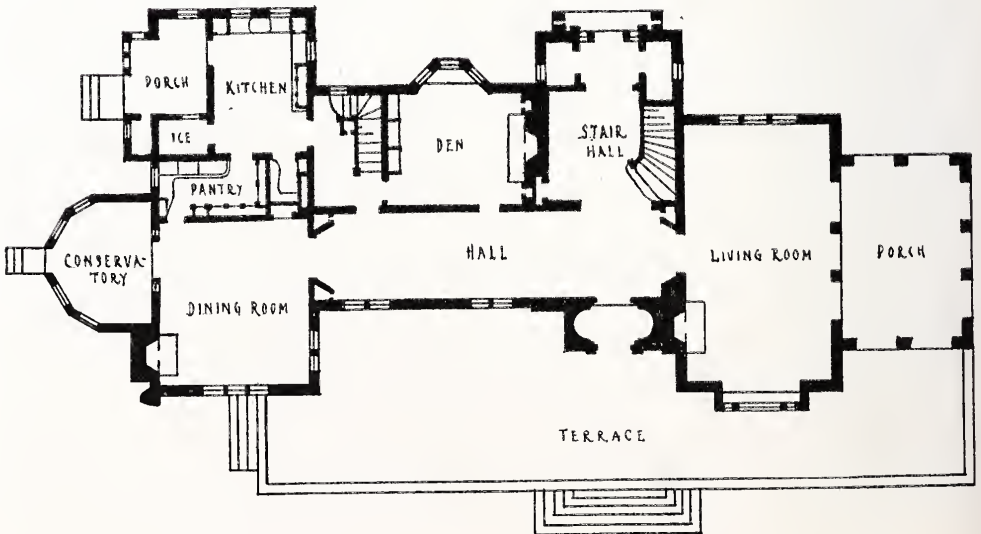 PORCH
KITCHEN
ICE
PANTRY
DEN
STAIR
HALL
CONSERVA-
TORY
DINING ROOM
HALL
LIVING ROOM
PORCH
TERRACE